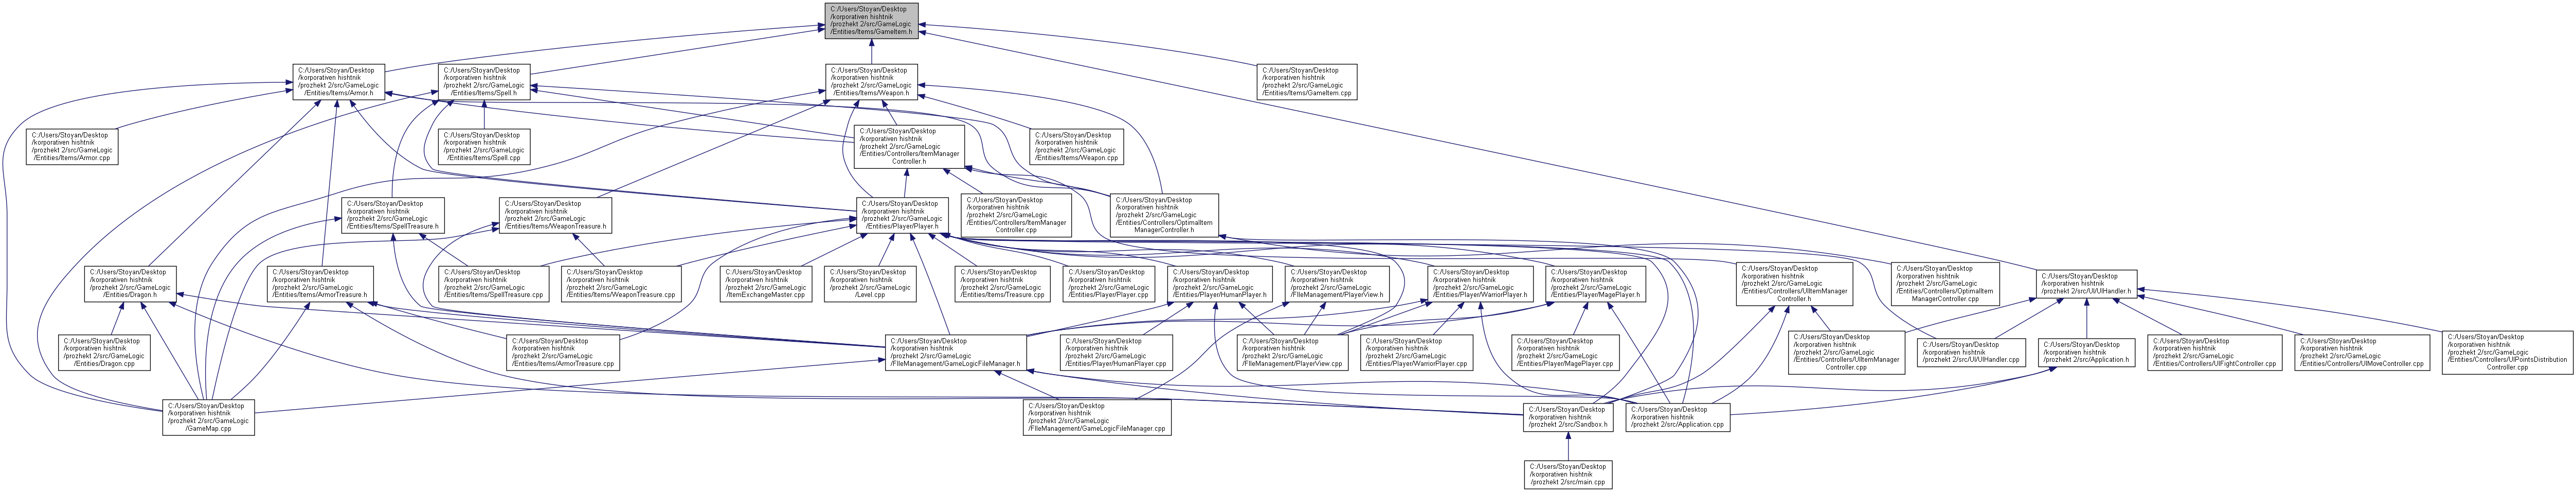 C:/Users/Stoyan/Desktop
/korporativen hishtnik
/prozhekt 2/src/GameLogic
/Entities/Items/GameItem.h
C:/Users/Stoyan/Desktop
/korporativen hishtnik
/prozhekt 2/src/GameLogic
/Entities/Items/Armor.h
C:/Users/Stoyan/Desktop
/korporativen hishtnik
/prozhekt 2/src/GameLogic
/Entities/Items/Spell.h
C:/Users/Stoyan/Desktop
/korporativen hishtnik
/prozhekt 2/src/GameLogic
/Entities/Items/Weapon.h
C:/Users/Stoyan/Desktop
/korporativen hishtnik
/prozhekt 2/src/GameLogic
/Entities/Items/GameItem.cpp
C:/Users/Stoyan/Desktop
/korporativen hishtnik
/prozhekt 2/src/GameLogic
/Entities/Items/Armor.cpp
C:/Users/Stoyan/Desktop
/korporativen hishtnik
/prozhekt 2/src/GameLogic
/Entities/Items/Spell.cpp
C:/Users/Stoyan/Desktop
/korporativen hishtnik
/prozhekt 2/src/GameLogic
/Entities/Controllers/ItemManager
Controller.h
C:/Users/Stoyan/Desktop
/korporativen hishtnik
/prozhekt 2/src/GameLogic
/Entities/Items/Weapon.cpp
C:/Users/Stoyan/Desktop
/korporativen hishtnik
/prozhekt 2/src/GameLogic
/Entities/Items/SpellTreasure.h
C:/Users/Stoyan/Desktop
/korporativen hishtnik
/prozhekt 2/src/GameLogic
/Entities/Items/WeaponTreasure.h
C:/Users/Stoyan/Desktop
/korporativen hishtnik
/prozhekt 2/src/GameLogic
/Entities/Player/Player.h
C:/Users/Stoyan/Desktop
/korporativen hishtnik
/prozhekt 2/src/GameLogic
/Entities/Controllers/ItemManager
Controller.cpp
C:/Users/Stoyan/Desktop
/korporativen hishtnik
/prozhekt 2/src/GameLogic
/Entities/Controllers/OptimalItem
ManagerController.h
C:/Users/Stoyan/Desktop
/korporativen hishtnik
/prozhekt 2/src/GameLogic
/Entities/Dragon.h
C:/Users/Stoyan/Desktop
/korporativen hishtnik
/prozhekt 2/src/GameLogic
/Entities/Items/ArmorTreasure.h
C:/Users/Stoyan/Desktop
/korporativen hishtnik
/prozhekt 2/src/GameLogic
/Entities/Items/SpellTreasure.cpp
C:/Users/Stoyan/Desktop
/korporativen hishtnik
/prozhekt 2/src/GameLogic
/Entities/Items/WeaponTreasure.cpp
C:/Users/Stoyan/Desktop
/korporativen hishtnik
/prozhekt 2/src/GameLogic
/ItemExchangeMaster.cpp
C:/Users/Stoyan/Desktop
/korporativen hishtnik
/prozhekt 2/src/GameLogic
/Level.cpp
C:/Users/Stoyan/Desktop
/korporativen hishtnik
/prozhekt 2/src/GameLogic
/Entities/Items/Treasure.cpp
C:/Users/Stoyan/Desktop
/korporativen hishtnik
/prozhekt 2/src/GameLogic
/Entities/Player/Player.cpp
C:/Users/Stoyan/Desktop
/korporativen hishtnik
/prozhekt 2/src/GameLogic
/Entities/Player/HumanPlayer.h
C:/Users/Stoyan/Desktop
/korporativen hishtnik
/prozhekt 2/src/GameLogic
/FIleManagement/PlayerView.h
C:/Users/Stoyan/Desktop
/korporativen hishtnik
/prozhekt 2/src/GameLogic
/Entities/Player/WarriorPlayer.h
C:/Users/Stoyan/Desktop
/korporativen hishtnik
/prozhekt 2/src/GameLogic
/Entities/Player/MagePlayer.h
C:/Users/Stoyan/Desktop
/korporativen hishtnik
/prozhekt 2/src/GameLogic
/Entities/Controllers/UIItemManager
Controller.h
C:/Users/Stoyan/Desktop
/korporativen hishtnik
/prozhekt 2/src/GameLogic
/Entities/Controllers/OptimalItem
ManagerController.cpp
C:/Users/Stoyan/Desktop
/korporativen hishtnik
/prozhekt 2/src/UI/UIHandler.h
C:/Users/Stoyan/Desktop
/korporativen hishtnik
/prozhekt 2/src/GameLogic
/Entities/Dragon.cpp
C:/Users/Stoyan/Desktop
/korporativen hishtnik
/prozhekt 2/src/GameLogic
/Entities/Items/ArmorTreasure.cpp
C:/Users/Stoyan/Desktop
/korporativen hishtnik
/prozhekt 2/src/GameLogic
/FIleManagement/GameLogicFileManager.h
C:/Users/Stoyan/Desktop
/korporativen hishtnik
/prozhekt 2/src/GameLogic
/Entities/Player/HumanPlayer.cpp
C:/Users/Stoyan/Desktop
/korporativen hishtnik
/prozhekt 2/src/GameLogic
/FIleManagement/PlayerView.cpp
C:/Users/Stoyan/Desktop
/korporativen hishtnik
/prozhekt 2/src/GameLogic
/Entities/Player/WarriorPlayer.cpp
C:/Users/Stoyan/Desktop
/korporativen hishtnik
/prozhekt 2/src/GameLogic
/Entities/Player/MagePlayer.cpp
C:/Users/Stoyan/Desktop
/korporativen hishtnik
/prozhekt 2/src/GameLogic
/Entities/Controllers/UIItemManager
Controller.cpp
C:/Users/Stoyan/Desktop
/korporativen hishtnik
/prozhekt 2/src/UI/UIHandler.cpp
C:/Users/Stoyan/Desktop
/korporativen hishtnik
/prozhekt 2/src/Application.h
C:/Users/Stoyan/Desktop
/korporativen hishtnik
/prozhekt 2/src/GameLogic
/Entities/Controllers/UIFightController.cpp
C:/Users/Stoyan/Desktop
/korporativen hishtnik
/prozhekt 2/src/GameLogic
/Entities/Controllers/UIMoveController.cpp
C:/Users/Stoyan/Desktop
/korporativen hishtnik
/prozhekt 2/src/GameLogic
/Entities/Controllers/UIPointsDistribution
Controller.cpp
C:/Users/Stoyan/Desktop
/korporativen hishtnik
/prozhekt 2/src/GameLogic
/GameMap.cpp
C:/Users/Stoyan/Desktop
/korporativen hishtnik
/prozhekt 2/src/GameLogic
/FIleManagement/GameLogicFileManager.cpp
C:/Users/Stoyan/Desktop
/korporativen hishtnik
/prozhekt 2/src/Sandbox.h
C:/Users/Stoyan/Desktop
/korporativen hishtnik
/prozhekt 2/src/Application.cpp
C:/Users/Stoyan/Desktop
/korporativen hishtnik
/prozhekt 2/src/main.cpp